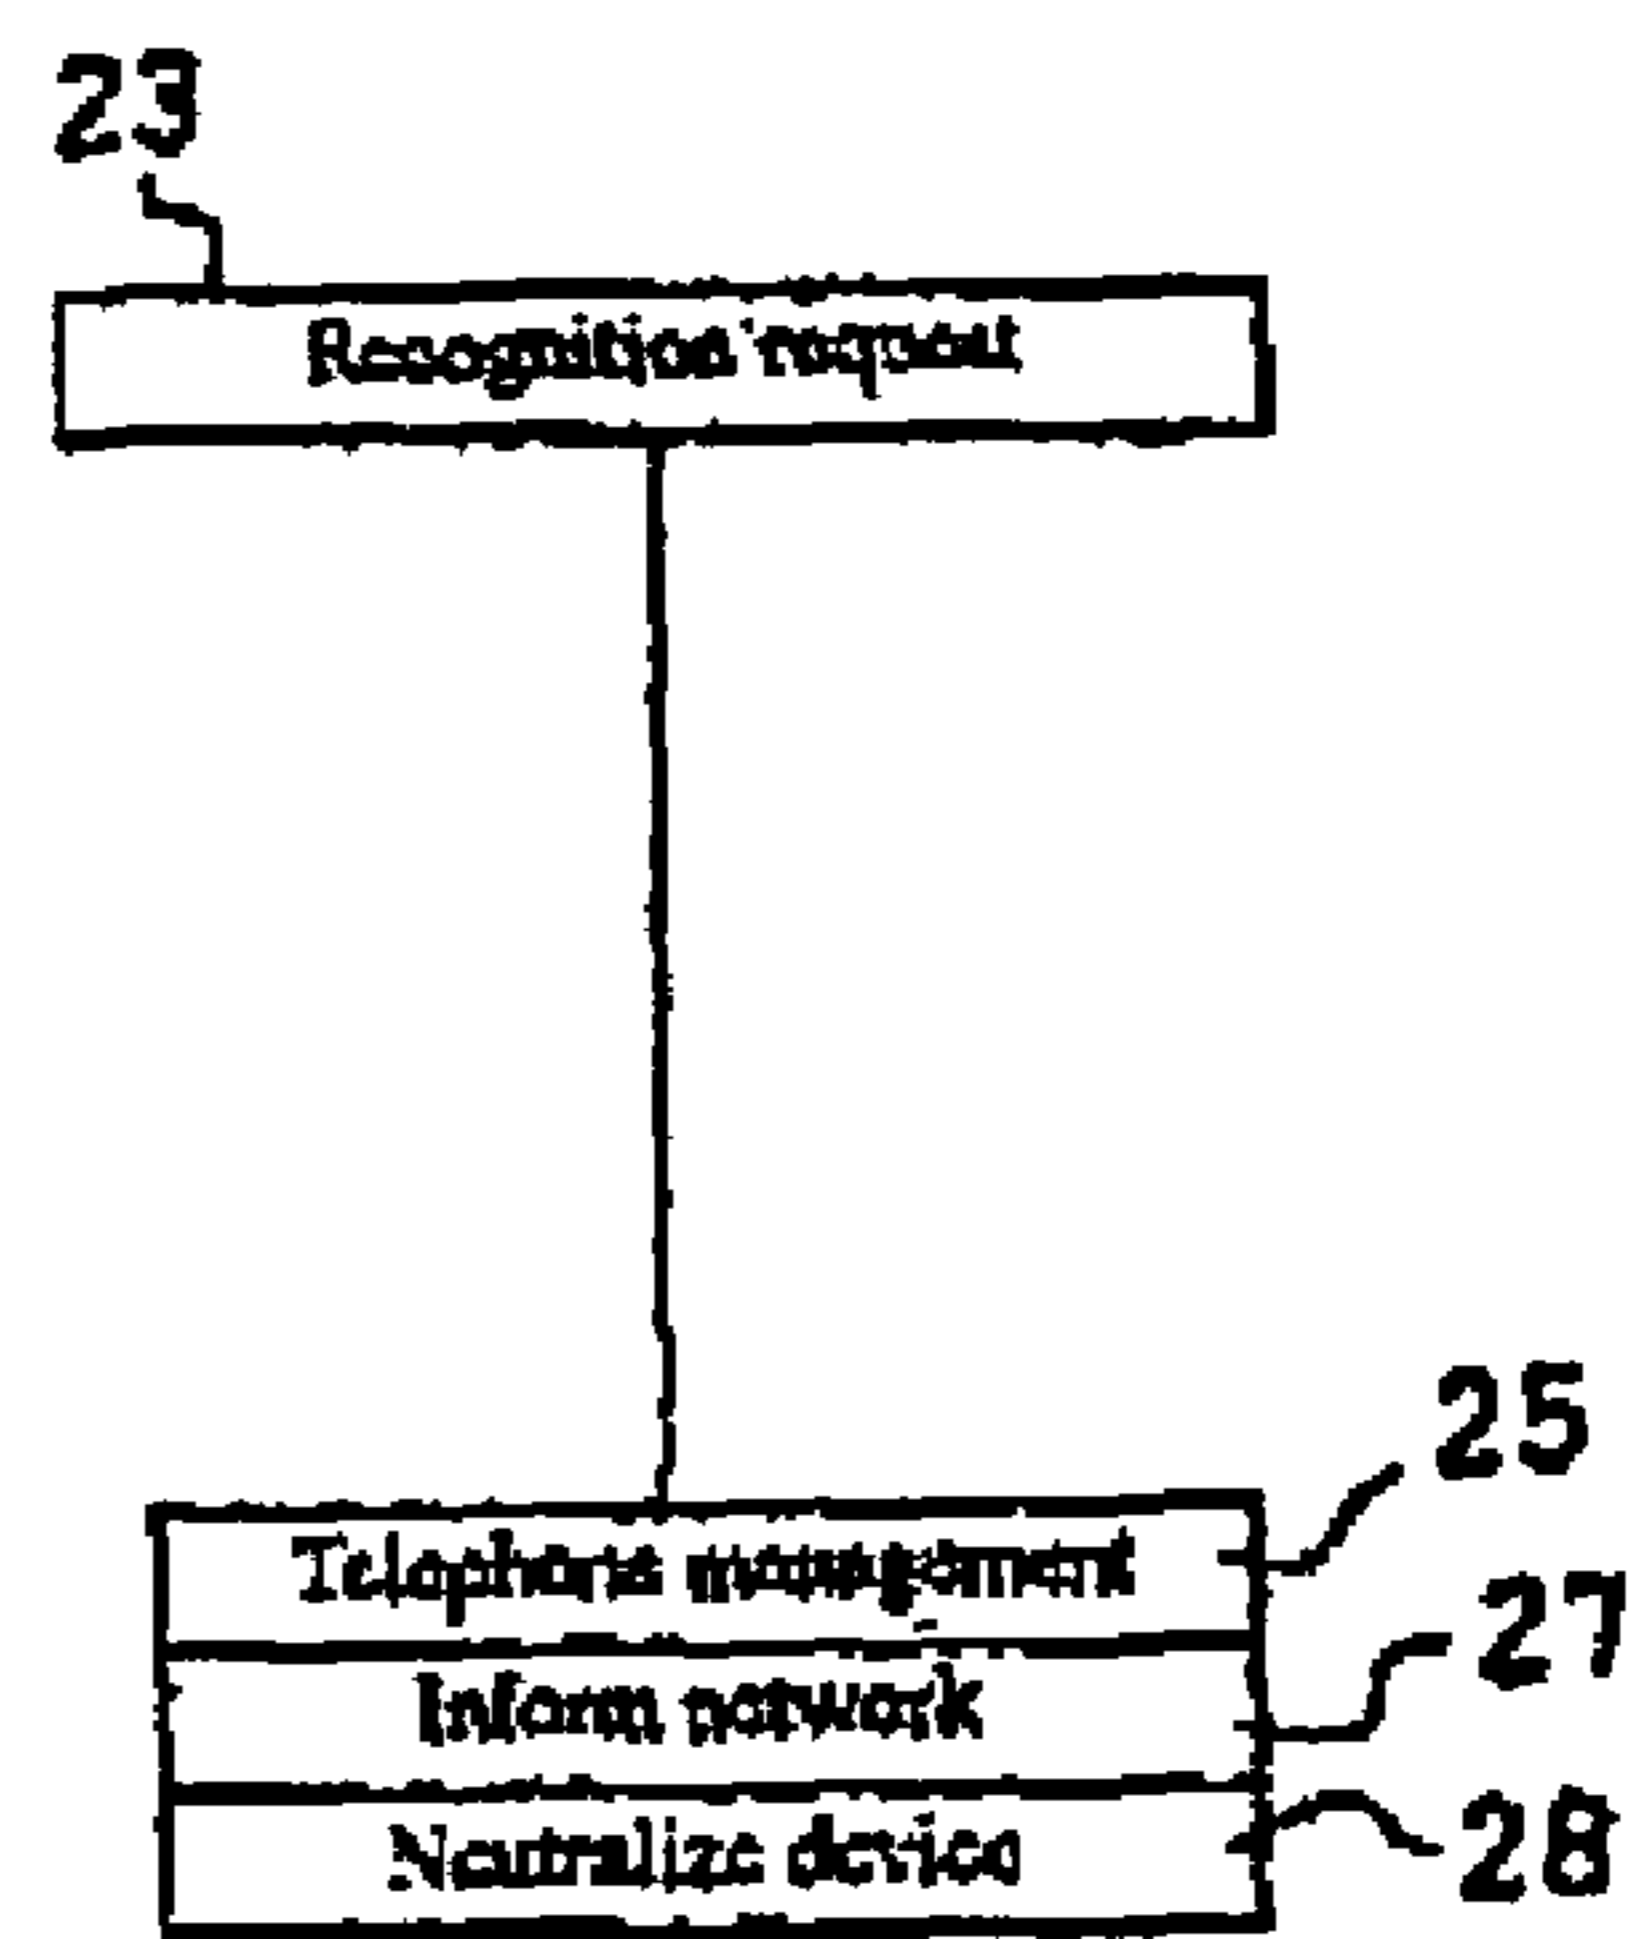 23
Recognition request
25
Telephone management
27
Inform network
28
Neutralize device